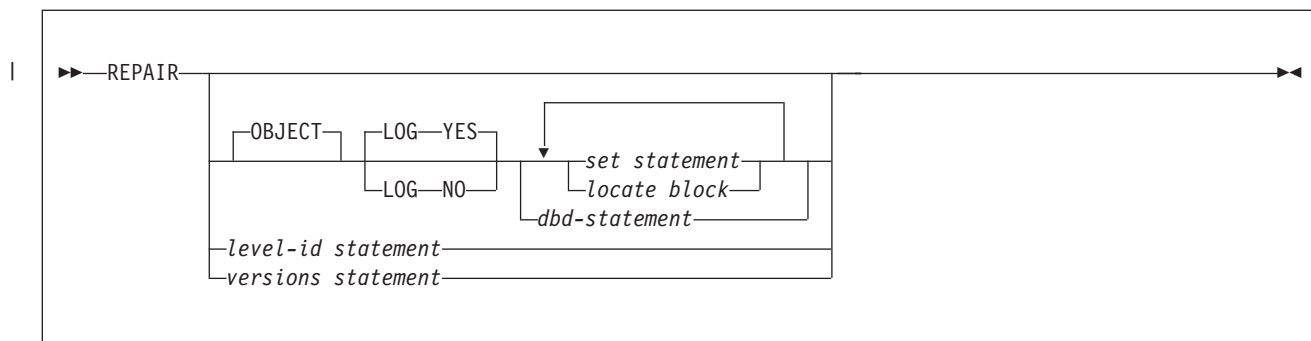 REPAIR
OBJECT LOG YES
LOG NO
set statement
locate block
dbd-statement
level-id statement
versions statement